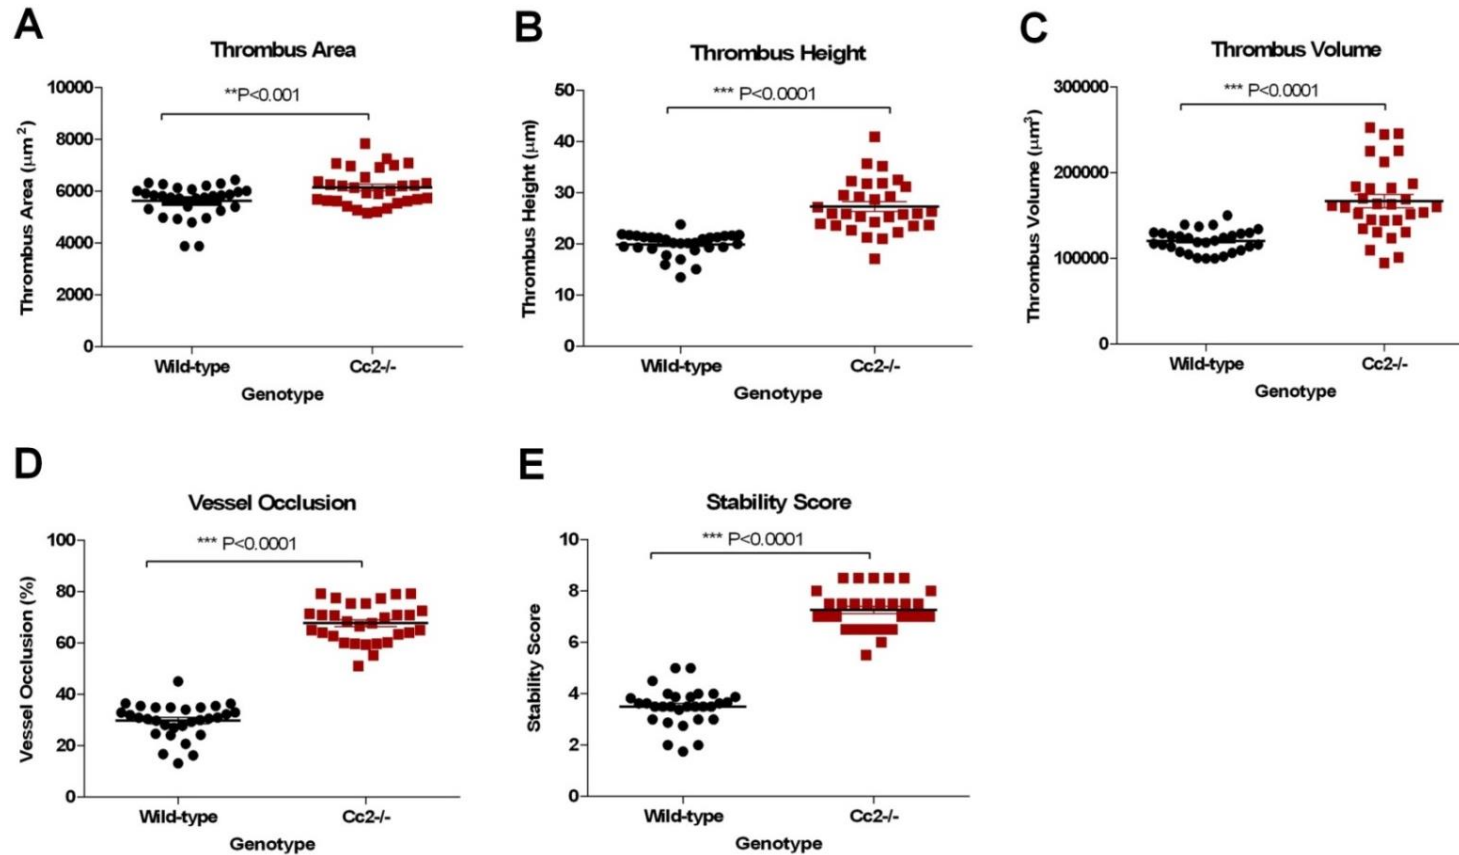 A
Thrombus Area
**P<0.001
10000
8000
6000
4000
2000
0
Thrombus Area (μm²)
Wild-type
Cc2-/-
Genotype
B
Thrombus Height
*** P<0.0001
50
40
30
20
10
0
Thrombus Height (μm)
Wild-type
Cc2-/-
Genotype
C
Thrombus Volume
*** P<0.0001
300000
200000
100000
0
Thrombus Volume (μm³)
Wild-type
Cc2-/-
Genotype
D
Vessel Occlusion
*** P<0.0001
100
80
60
40
20
0
Vessel Occlusion (%)
Wild-type
Cc2-/-
Genotype
E
Stability Score
*** P<0.0001
10
8
6
4
2
0
Stability Score
Wild-type
Cc2-/-
Genotype